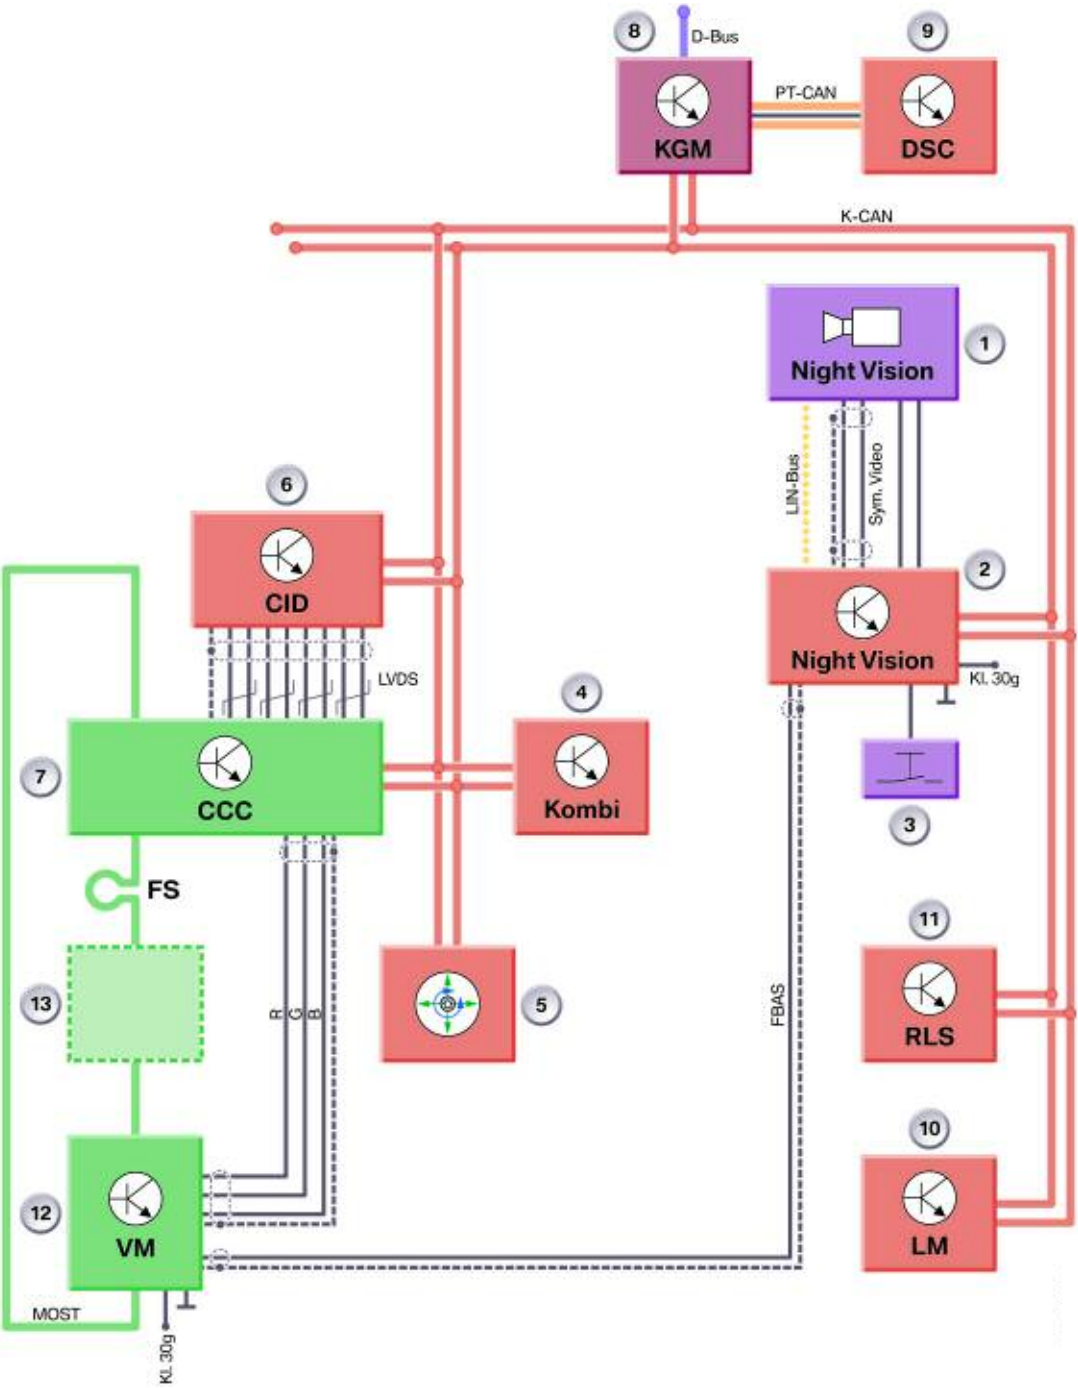 8
D-Bus
9
PT-CAN
KGM
DSC
K-CAN
1
Night Vision
LIN-Bus
Sym. Video
6
2
CID
Night Vision
Kl. 30g
LVDS
4
7
CCC
Kombi
3
FS
11
13
5
R
G
B
FBAS
RLS
10
12
VM
LM
MOST
Kl. 30g